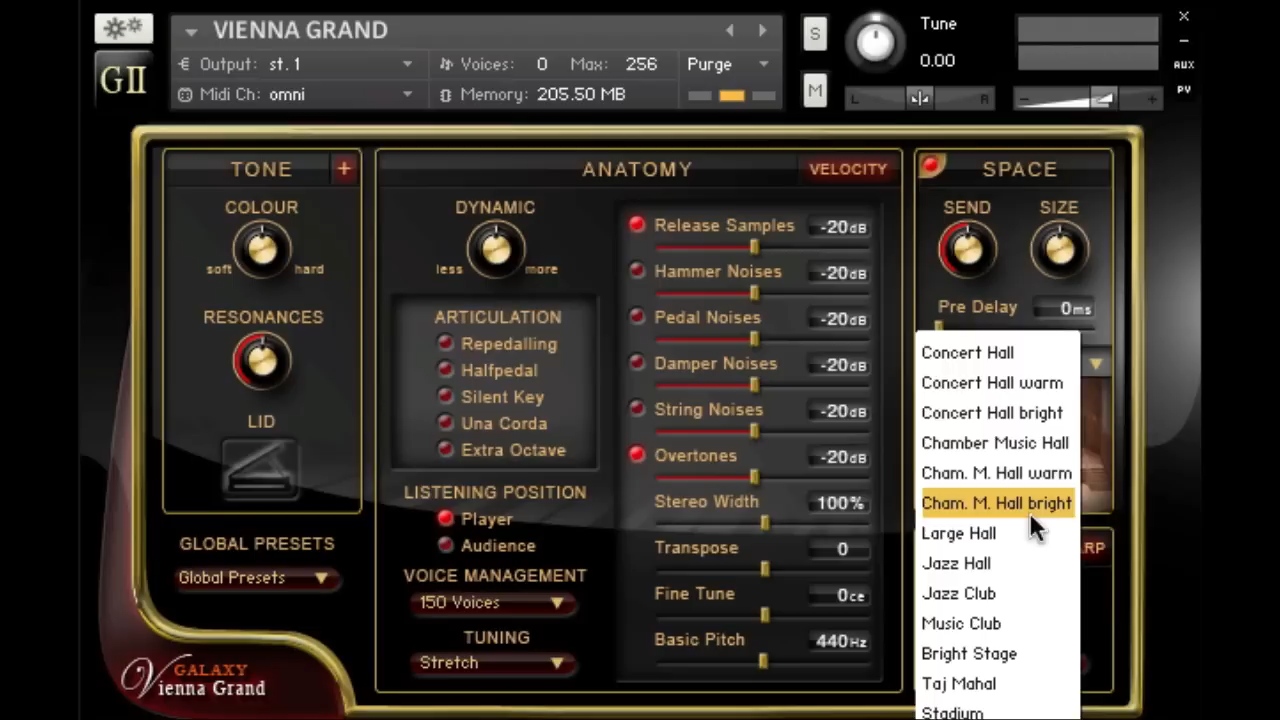 VIENNA GRAND
S
Tune
0.00
AUX
PV
GII
Output: st. 1
Voices: 0 Max: 256
Purge
Midi Ch: omni
Memory: 205.50 MB
M
L R
- +
TONE +
COLOUR
soft hard
RESONANCES
LID
GLOBAL PRESETS
Global Presets
GALAXY
Vienna Grand
ANATOMY
VELOCITY
DYNAMIC
less more
ARTICULATION
Repedalling
Halfpedal
Silent Key
Una Corda
Extra Octave
LISTENING POSITION
Player
Audience
VOICE MANAGEMENT
150 Voices
TUNING
Stretch
Release Samples -20dB
Hammer Noises -20dB
Pedal Noises -20dB
Damper Noises -20dB
String Noises -20dB
Overtones -20dB
Stereo Width 100%
Transpose 0
Fine Tune 0ce
Basic Pitch 440Hz
SPACE
SEND SIZE
Pre Delay 0ms
Concert Hall
Concert Hall warm
Concert Hall bright
Chamber Music Hall
Cham. M. Hall warm
Cham. M. Hall bright
Large Hall
Jazz Hall
Jazz Club
Music Club
Bright Stage
Taj Mahal
Stadium
RP